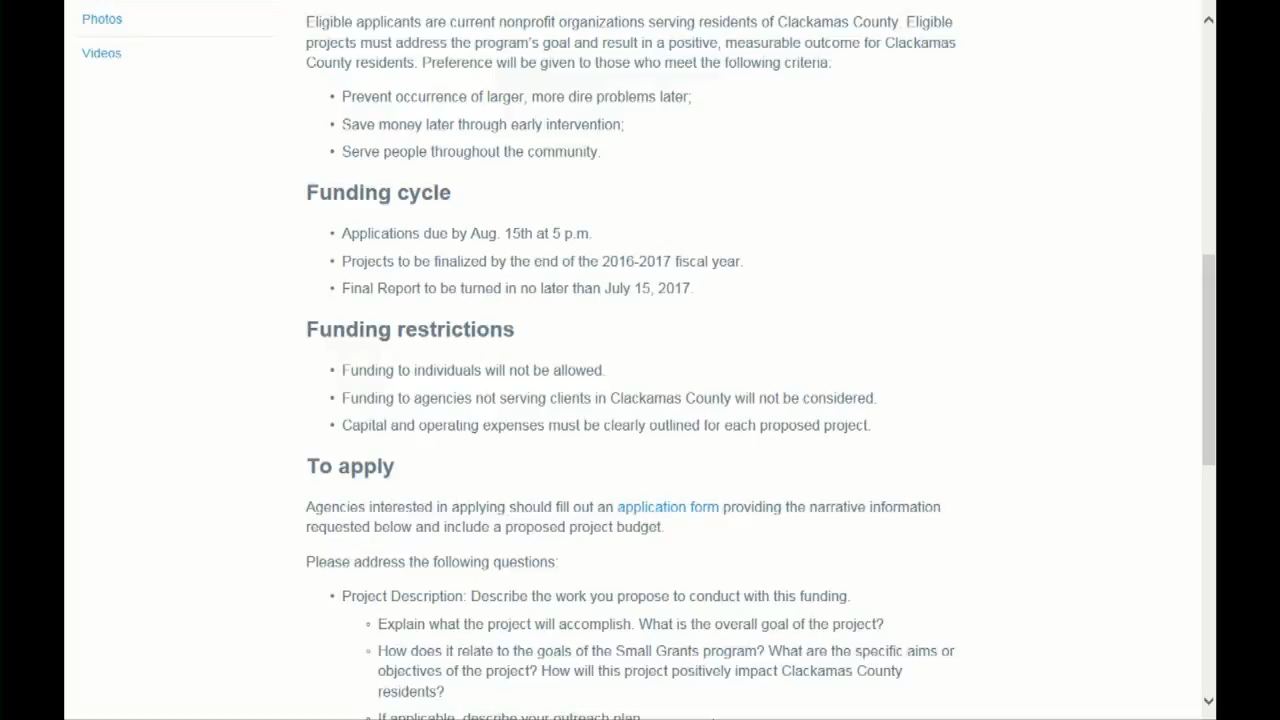 Photos
Videos
Eligible applicants are current nonprofit organizations serving residents of Clackamas County. Eligible
projects must address the program's goal and result in a positive, measurable outcome for Clackamas
County residents. Preference will be given to those who meet the following criteria:
• Prevent occurrence of larger, more dire problems later;
• Save money later through early intervention;
• Serve people throughout the community.
Funding cycle
• Applications due by Aug. 15th at 5 p.m.
• Projects to be finalized by the end of the 2016-2017 fiscal year.
• Final Report to be turned in no later than July 15, 2017.
Funding restrictions
• Funding to individuals will not be allowed.
• Funding to agencies not serving clients in Clackamas County will not be considered.
• Capital and operating expenses must be clearly outlined for each proposed project.
To apply
Agencies interested in applying should fill out an application form providing the narrative information
requested below and include a proposed project budget.
Please address the following questions:
• Project Description: Describe the work you propose to conduct with this funding.
◦ Explain what the project will accomplish. What is the overall goal of the project?
◦ How does it relate to the goals of the Small Grants program? What are the specific aims or
objectives of the project? How will this project positively impact Clackamas County
residents?
◦ If applicable, describe your outreach plan.